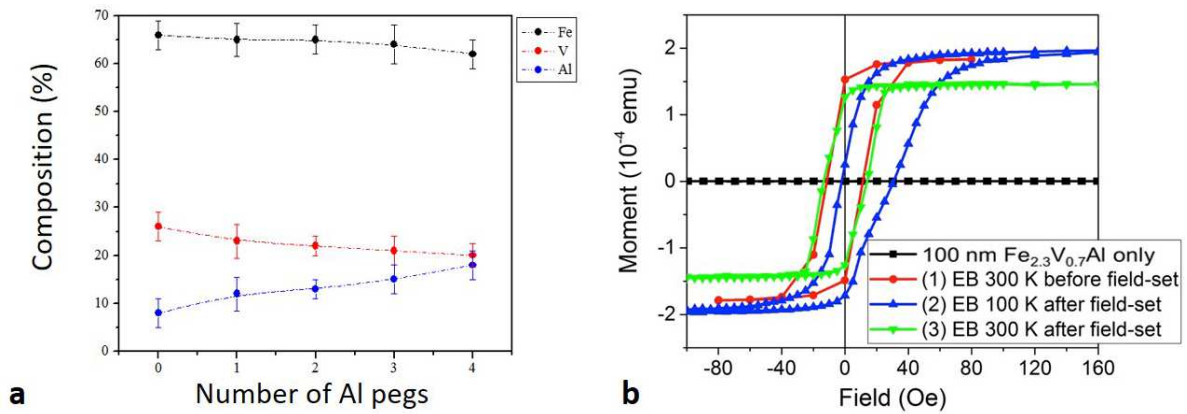 70
60
50
40
30
20
10
0
Composition (%)
Fe
V
Al
0 1 2 3 4
Number of Al pegs
a
2
1
0
-1
-2
Moment (10⁻⁴ emu)
100 nm Fe₂.₃V₀.₇Al only
(1) EB 300 K before field-set
(2) EB 100 K after field-set
(3) EB 300 K after field-set
-80 -40 0 40 80 120 160
Field (Oe)
b